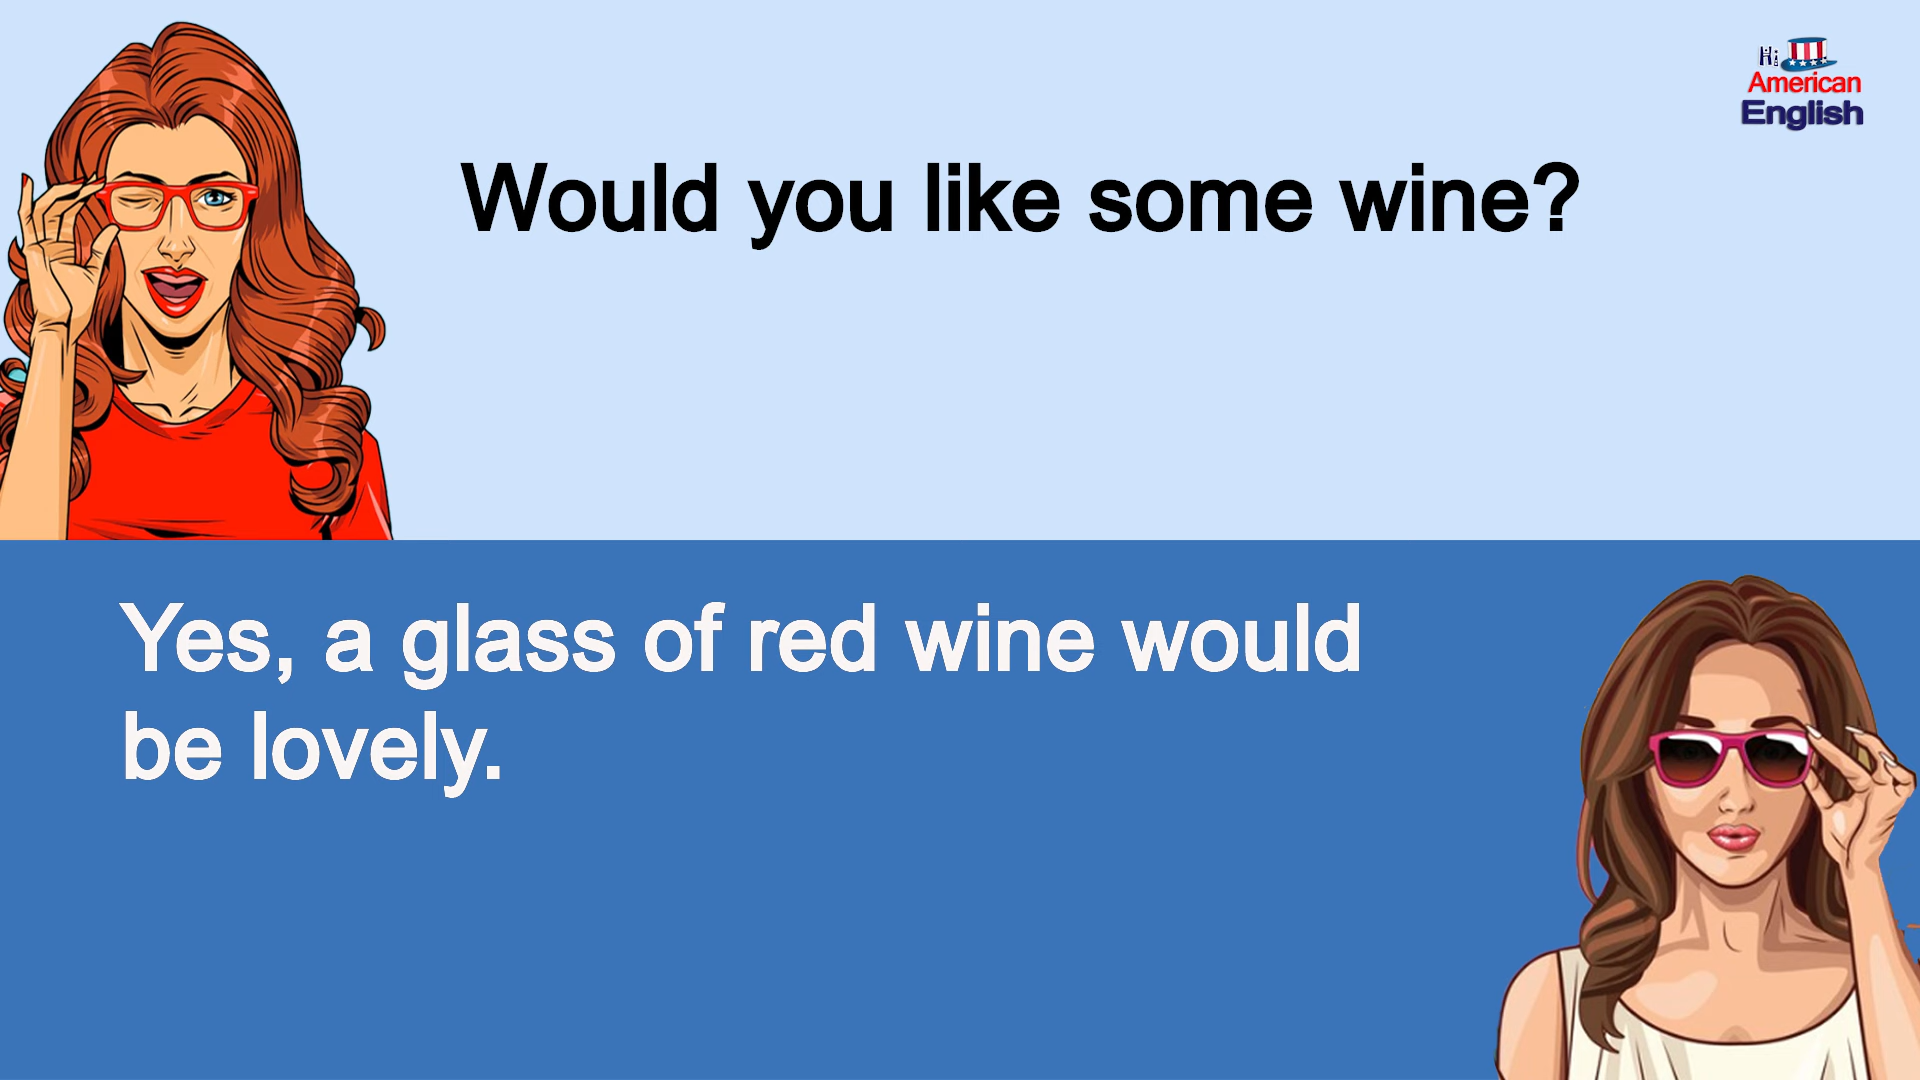 Hi
American
English
Would you like some wine?
Yes, a glass of red wine would
be lovely.